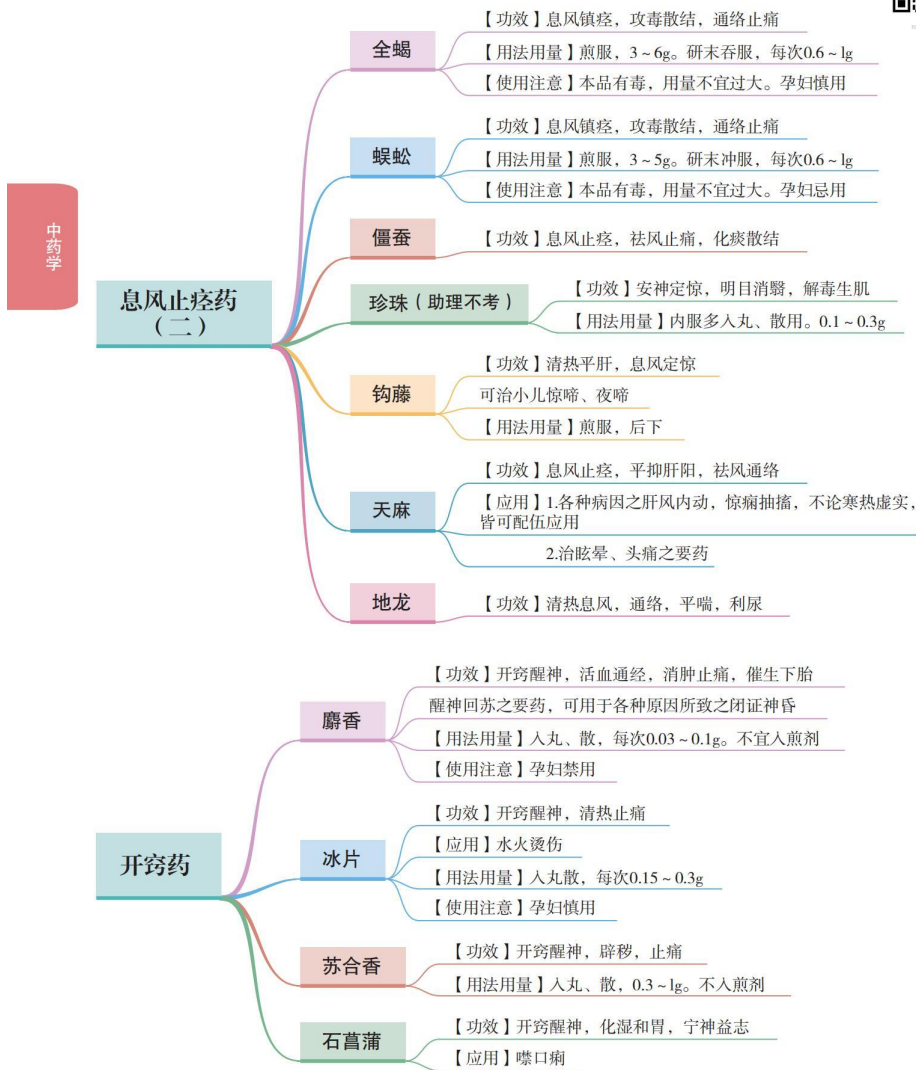 中药学
息风止痉药
（二）
全蝎
【功效】息风镇痉，攻毒散结，通络止痛
【用法用量】煎服，3～6g。研末吞服，每次0.6～lg
【使用注意】本品有毒，用量不宜过大。孕妇慎用
蜈蚣
【功效】息风镇痉，攻毒散结，通络止痛
【用法用量】煎服，3～5g。研末冲服，每次0.6～lg
【使用注意】本品有毒，用量不宜过大。孕妇忌用
僵蚕
【功效】息风止痉，祛风止痛，化痰散结
珍珠（助理不考）
【功效】安神定惊，明目消翳，解毒生肌
【用法用量】内服多入丸、散用。0.1～0.3g
钩藤
【功效】清热平肝，息风定惊
可治小儿惊啼、夜啼
【用法用量】煎服，后下
天麻
【功效】息风止痉，平抑肝阳，祛风通络
【应用】1.各种病因之肝风内动，惊痫抽搐，不论寒热虚实，
皆可配伍应用
2.治眩晕、头痛之要药
地龙
【功效】清热息风，通络，平喘，利尿
开窍药
麝香
【功效】开窍醒神，活血通经，消肿止痛，催生下胎
醒神回苏之要药，可用于各种原因所致之闭证神昏
【用法用量】入丸、散，每次0.03～0.1g。不宜入煎剂
【使用注意】孕妇禁用
冰片
【功效】开窍醒神，清热止痛
【应用】水火烫伤
【用法用量】入丸散，每次0.15～0.3g
【使用注意】孕妇慎用
苏合香
【功效】开窍醒神，辟秽，止痛
【用法用量】入丸、散，0.3～lg。不入煎剂
石菖蒲
【功效】开窍醒神，化湿和胃，宁神益志
【应用】噤口痢